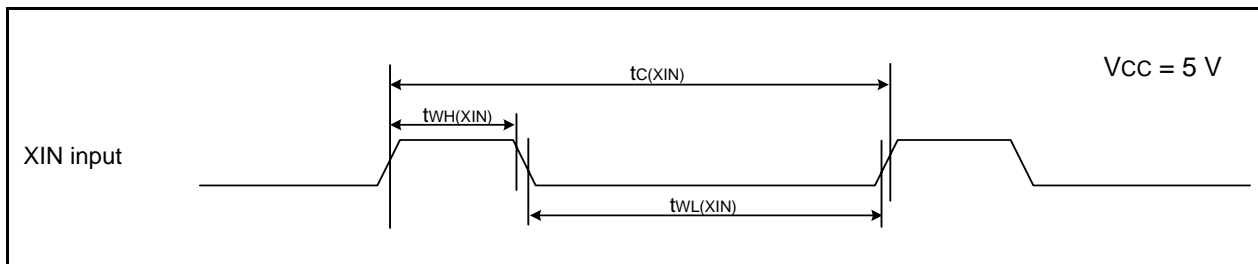 VCC = 5 V
tC(XIN)
tWH(XIN)
XIN input
tWL(XIN)